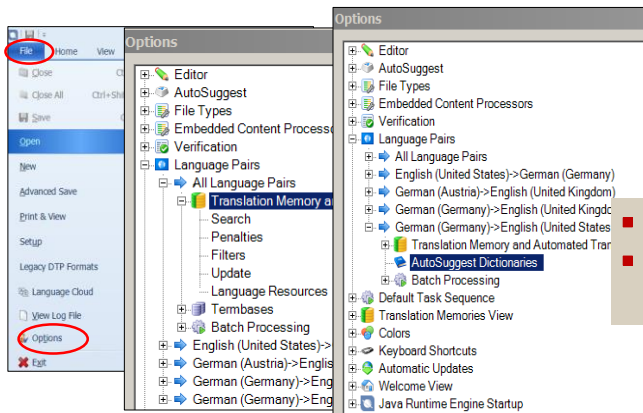 File Home View
Close Ct
Close All Ctrl+Shi
Save C
Open
New
Advanced Save
Print & View
Setup
Legacy DTP Formats
Language Cloud
View Log File
Options
Exit
Options
Editor
AutoSuggest
File Types
Embedded Content Processo
Verification
Language Pairs
All Language Pairs
Translation Memory a
Search
Penalties
Filters
Update
Language Resources
Termbases
Batch Processing
English (United States)->
German (Austria)->Englis
German (Germany)->Eng
German (Germany)->Eng
Options
Editor
AutoSuggest
File Types
Embedded Content Processors
Verification
Language Pairs
All Language Pairs
English (United States)->German (Germany)
German (Austria)->English (United Kingdom)
German (Germany)->English (United Kingdo
German (Germany)->English (United States
Translation Memory and Automated Tran
AutoSuggest Dictionaries
Batch Processing
Default Task Sequence
Translation Memories View
Colors
Keyboard Shortcuts
Automatic Updates
Welcome View
Java Runtime Engine Startup